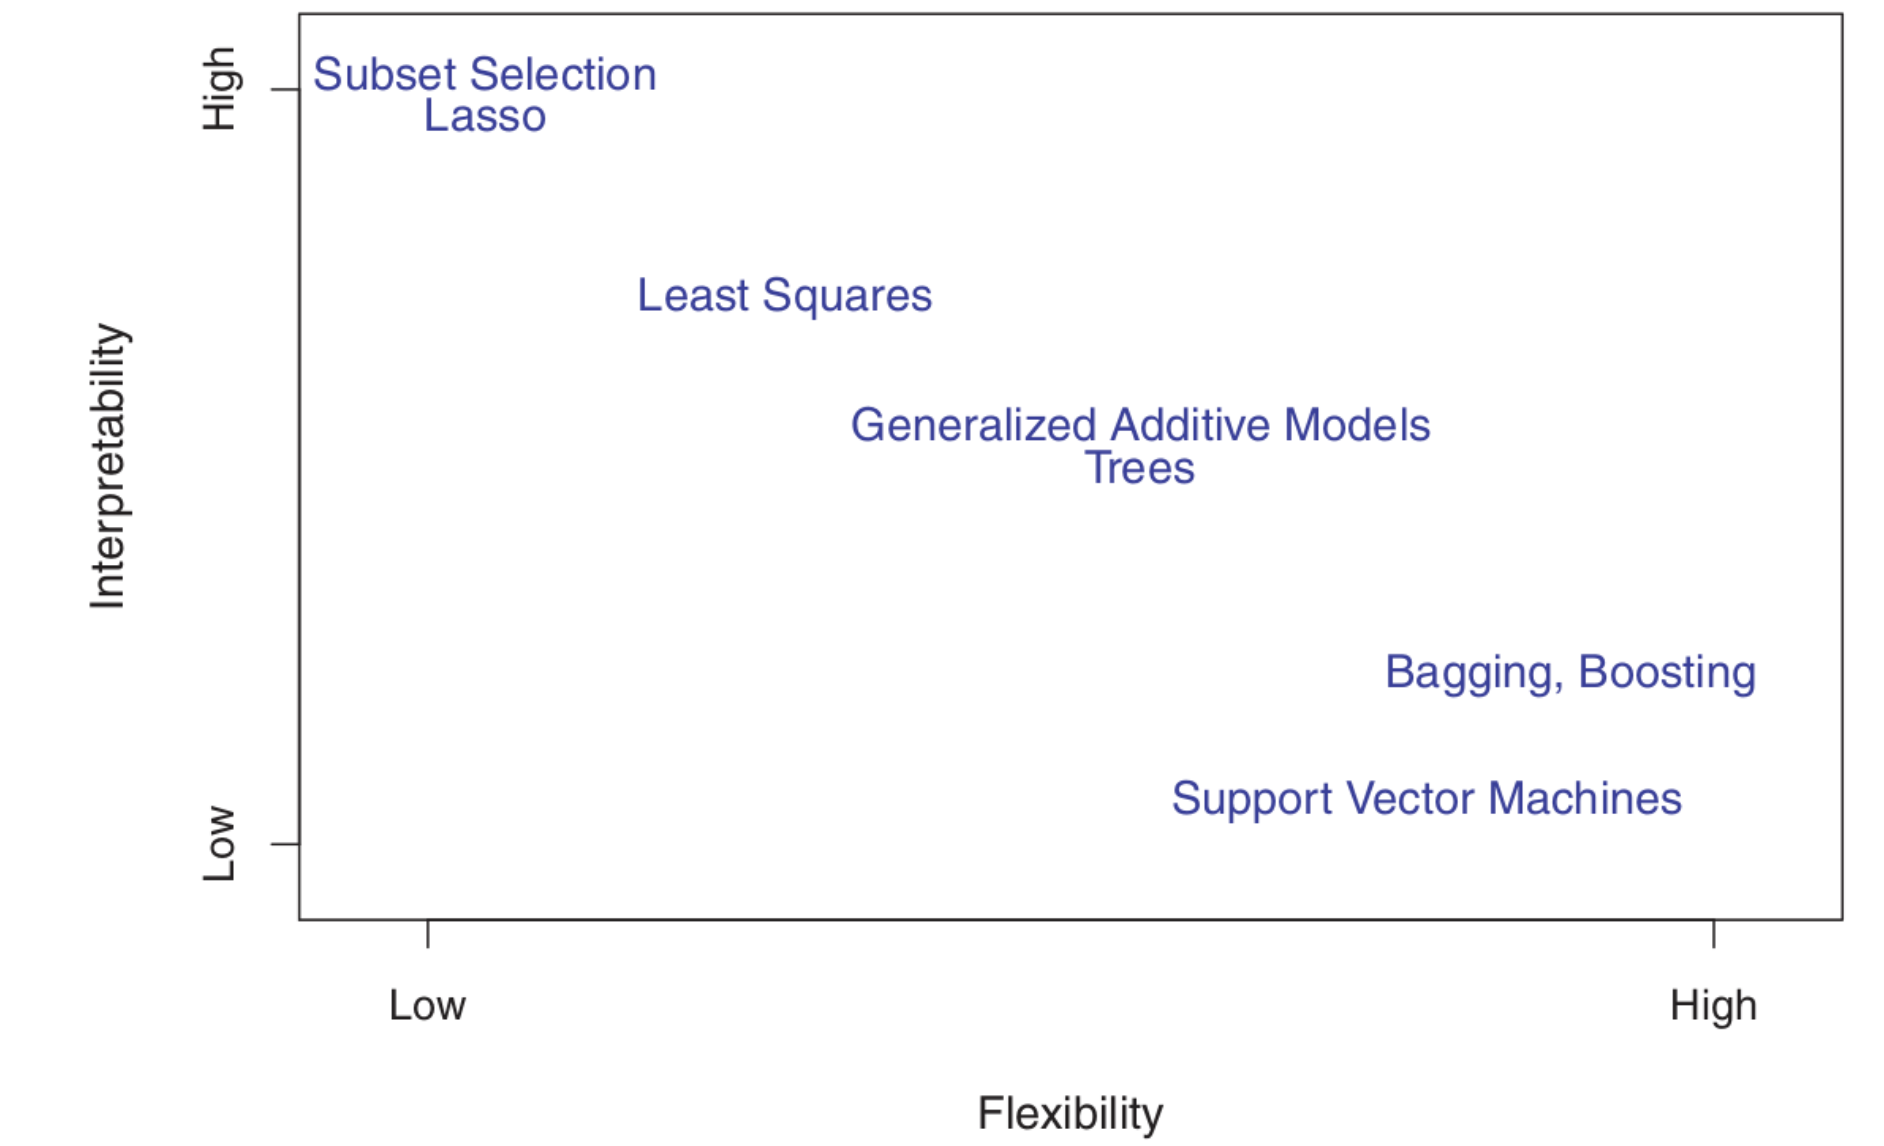 High
Subset Selection
Lasso
Least Squares
Interpretability
Generalized Additive Models
Trees
Bagging, Boosting
Support Vector Machines
Low
Low
High
Flexibility